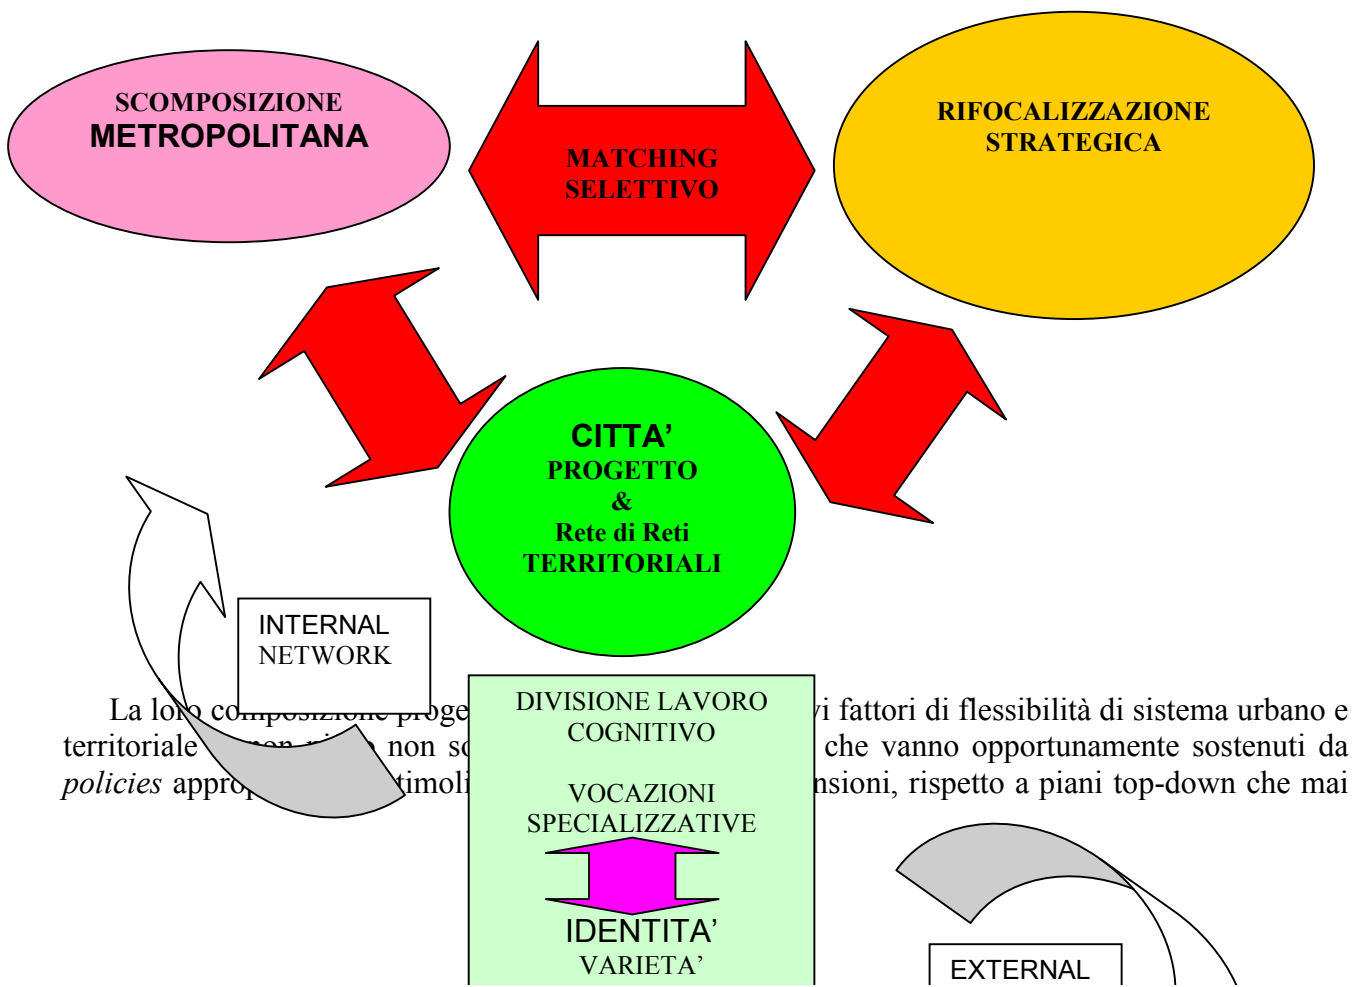 SCOMPOSIZIONE
METROPOLITANA
MATCHING
SELETTIVO
RIFOCALIZZAZIONE
STRATEGICA
CITTA’
PROGETTO
&
Rete di Reti
TERRITORIALI
INTERNAL
NETWORK
DIVISIONE LAVORO
COGNITIVO
VOCAZIONI
SPECIALIZZATIVE
IDENTITA’
VARIETA’
EXTERNAL
La loro composizione fattori di flessibilità di sistema urbano e
territoriale non che vanno opportunamente sostenuti da
policies rispetto a piani top-down che mai